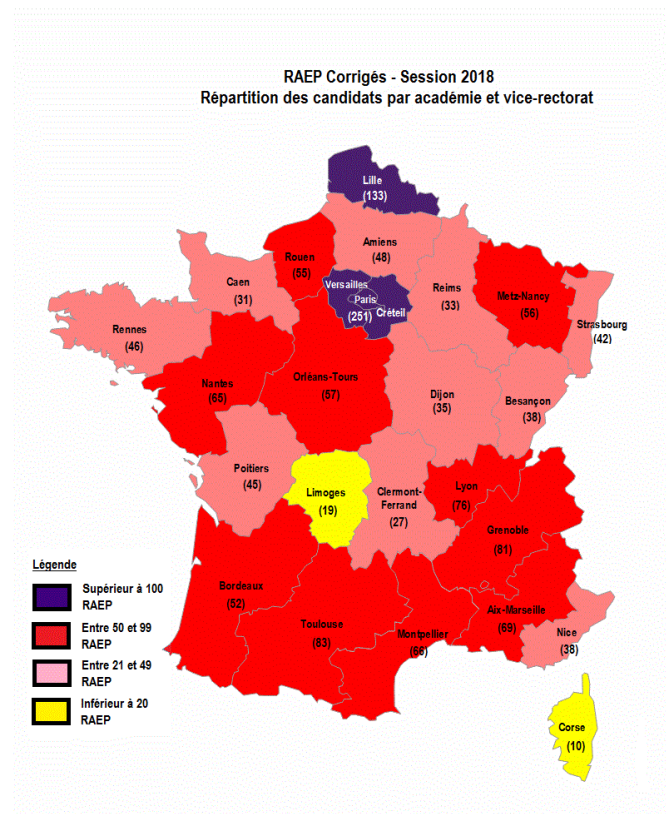 RAEP Corrigés - Session 2018
Répartition des candidats par académie et vice-rectorat
Lille
(133)
Amiens
(48)
Rouen
(55)
Caen
(31)
Versailles
Paris
(251)
Créteil
Reims
(33)
Metz-Nancy
(56)
Strasbourg
(42)
Rennes
(46)
Nantes
(65)
Orléans-Tours
(57)
Dijon
(35)
Besançon
(38)
Poitiers
(45)
Limoges
(19)
Clermont-
Ferrand
(27)
Lyon
(76)
Grenoble
(81)
Bordeaux
(52)
Toulouse
(83)
Montpellier
(66)
Aix-Marseille
(69)
Nice
(38)
Corse
(10)
Légende
Supérieur à 100
RAEP
Entre 50 et 99
RAEP
Entre 21 et 49
RAEP
Inférieur à 20
RAEP